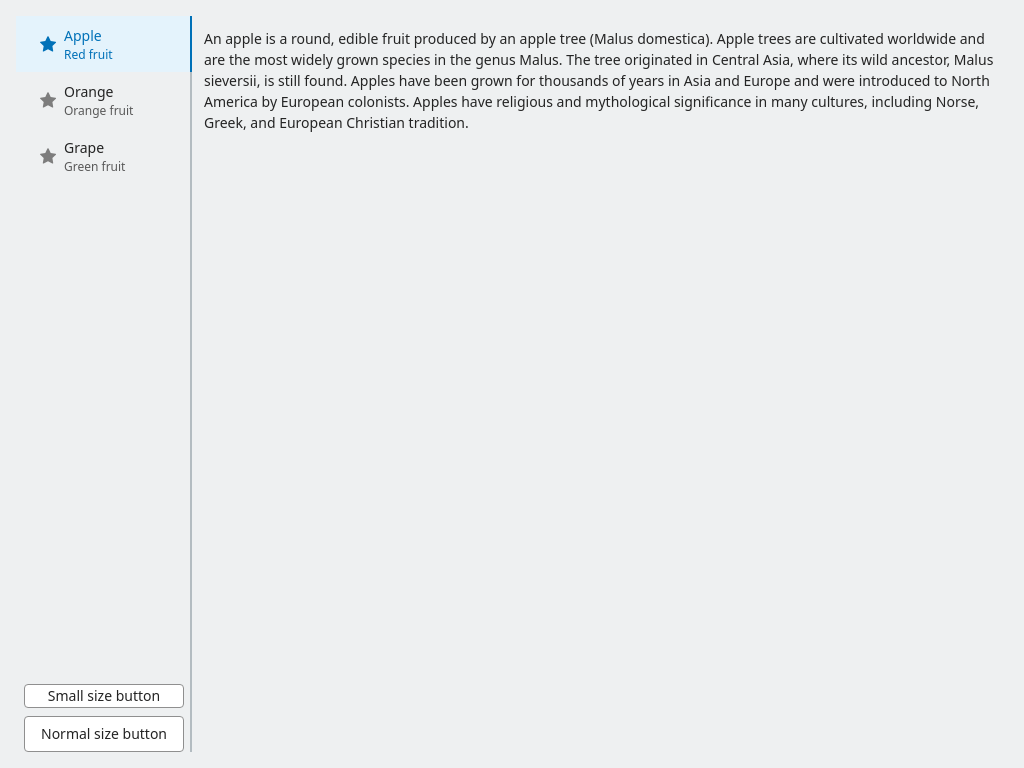 Apple
Red fruit
Orange
Orange fruit
Grape
Green fruit
Small size button
Normal size button
An apple is a round, edible fruit produced by an apple tree (Malus domestica). Apple trees are cultivated worldwide and
are the most widely grown species in the genus Malus. The tree originated in Central Asia, where its wild ancestor, Malus
sieversii, is still found. Apples have been grown for thousands of years in Asia and Europe and were introduced to North
America by European colonists. Apples have religious and mythological significance in many cultures, including Norse,
Greek, and European Christian tradition.